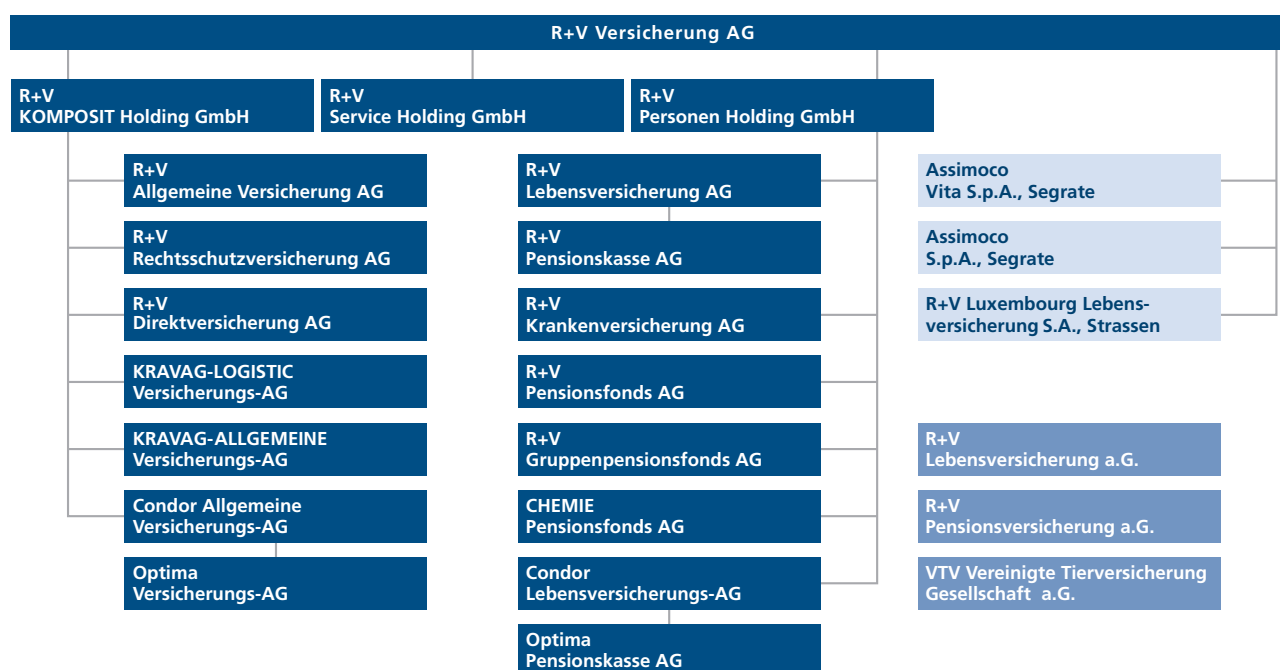 R+V Versicherung AG
R+V
KOMPOSIT Holding GmbH
R+V
Service Holding GmbH
R+V
Personen Holding GmbH
R+V
Allgemeine Versicherung AG
R+V
Rechtsschutzversicherung AG
R+V
Direktversicherung AG
KRAVAG-LOGISTIC
Versicherungs-AG
KRAVAG-ALLGEMEINE
Versicherungs-AG
Condor Allgemeine
Versicherungs-AG
Optima
Versicherungs-AG
R+V
Lebensversicherung AG
R+V
Pensionskasse AG
R+V
Krankenversicherung AG
R+V
Pensionsfonds AG
R+V
Gruppenpensionsfonds AG
CHEMIE
Pensionsfonds AG
Condor
Lebensversicherungs-AG
Optima
Pensionskasse AG
Assimoco
Vita S.p.A., Segrate
Assimoco
S.p.A., Segrate
R+V Luxembourg Lebens-
versicherung S.A., Strassen
R+V
Lebensversicherung a.G.
R+V
Pensionsversicherung a.G.
VTV Vereinigte Tierversicherung
Gesellschaft a.G.